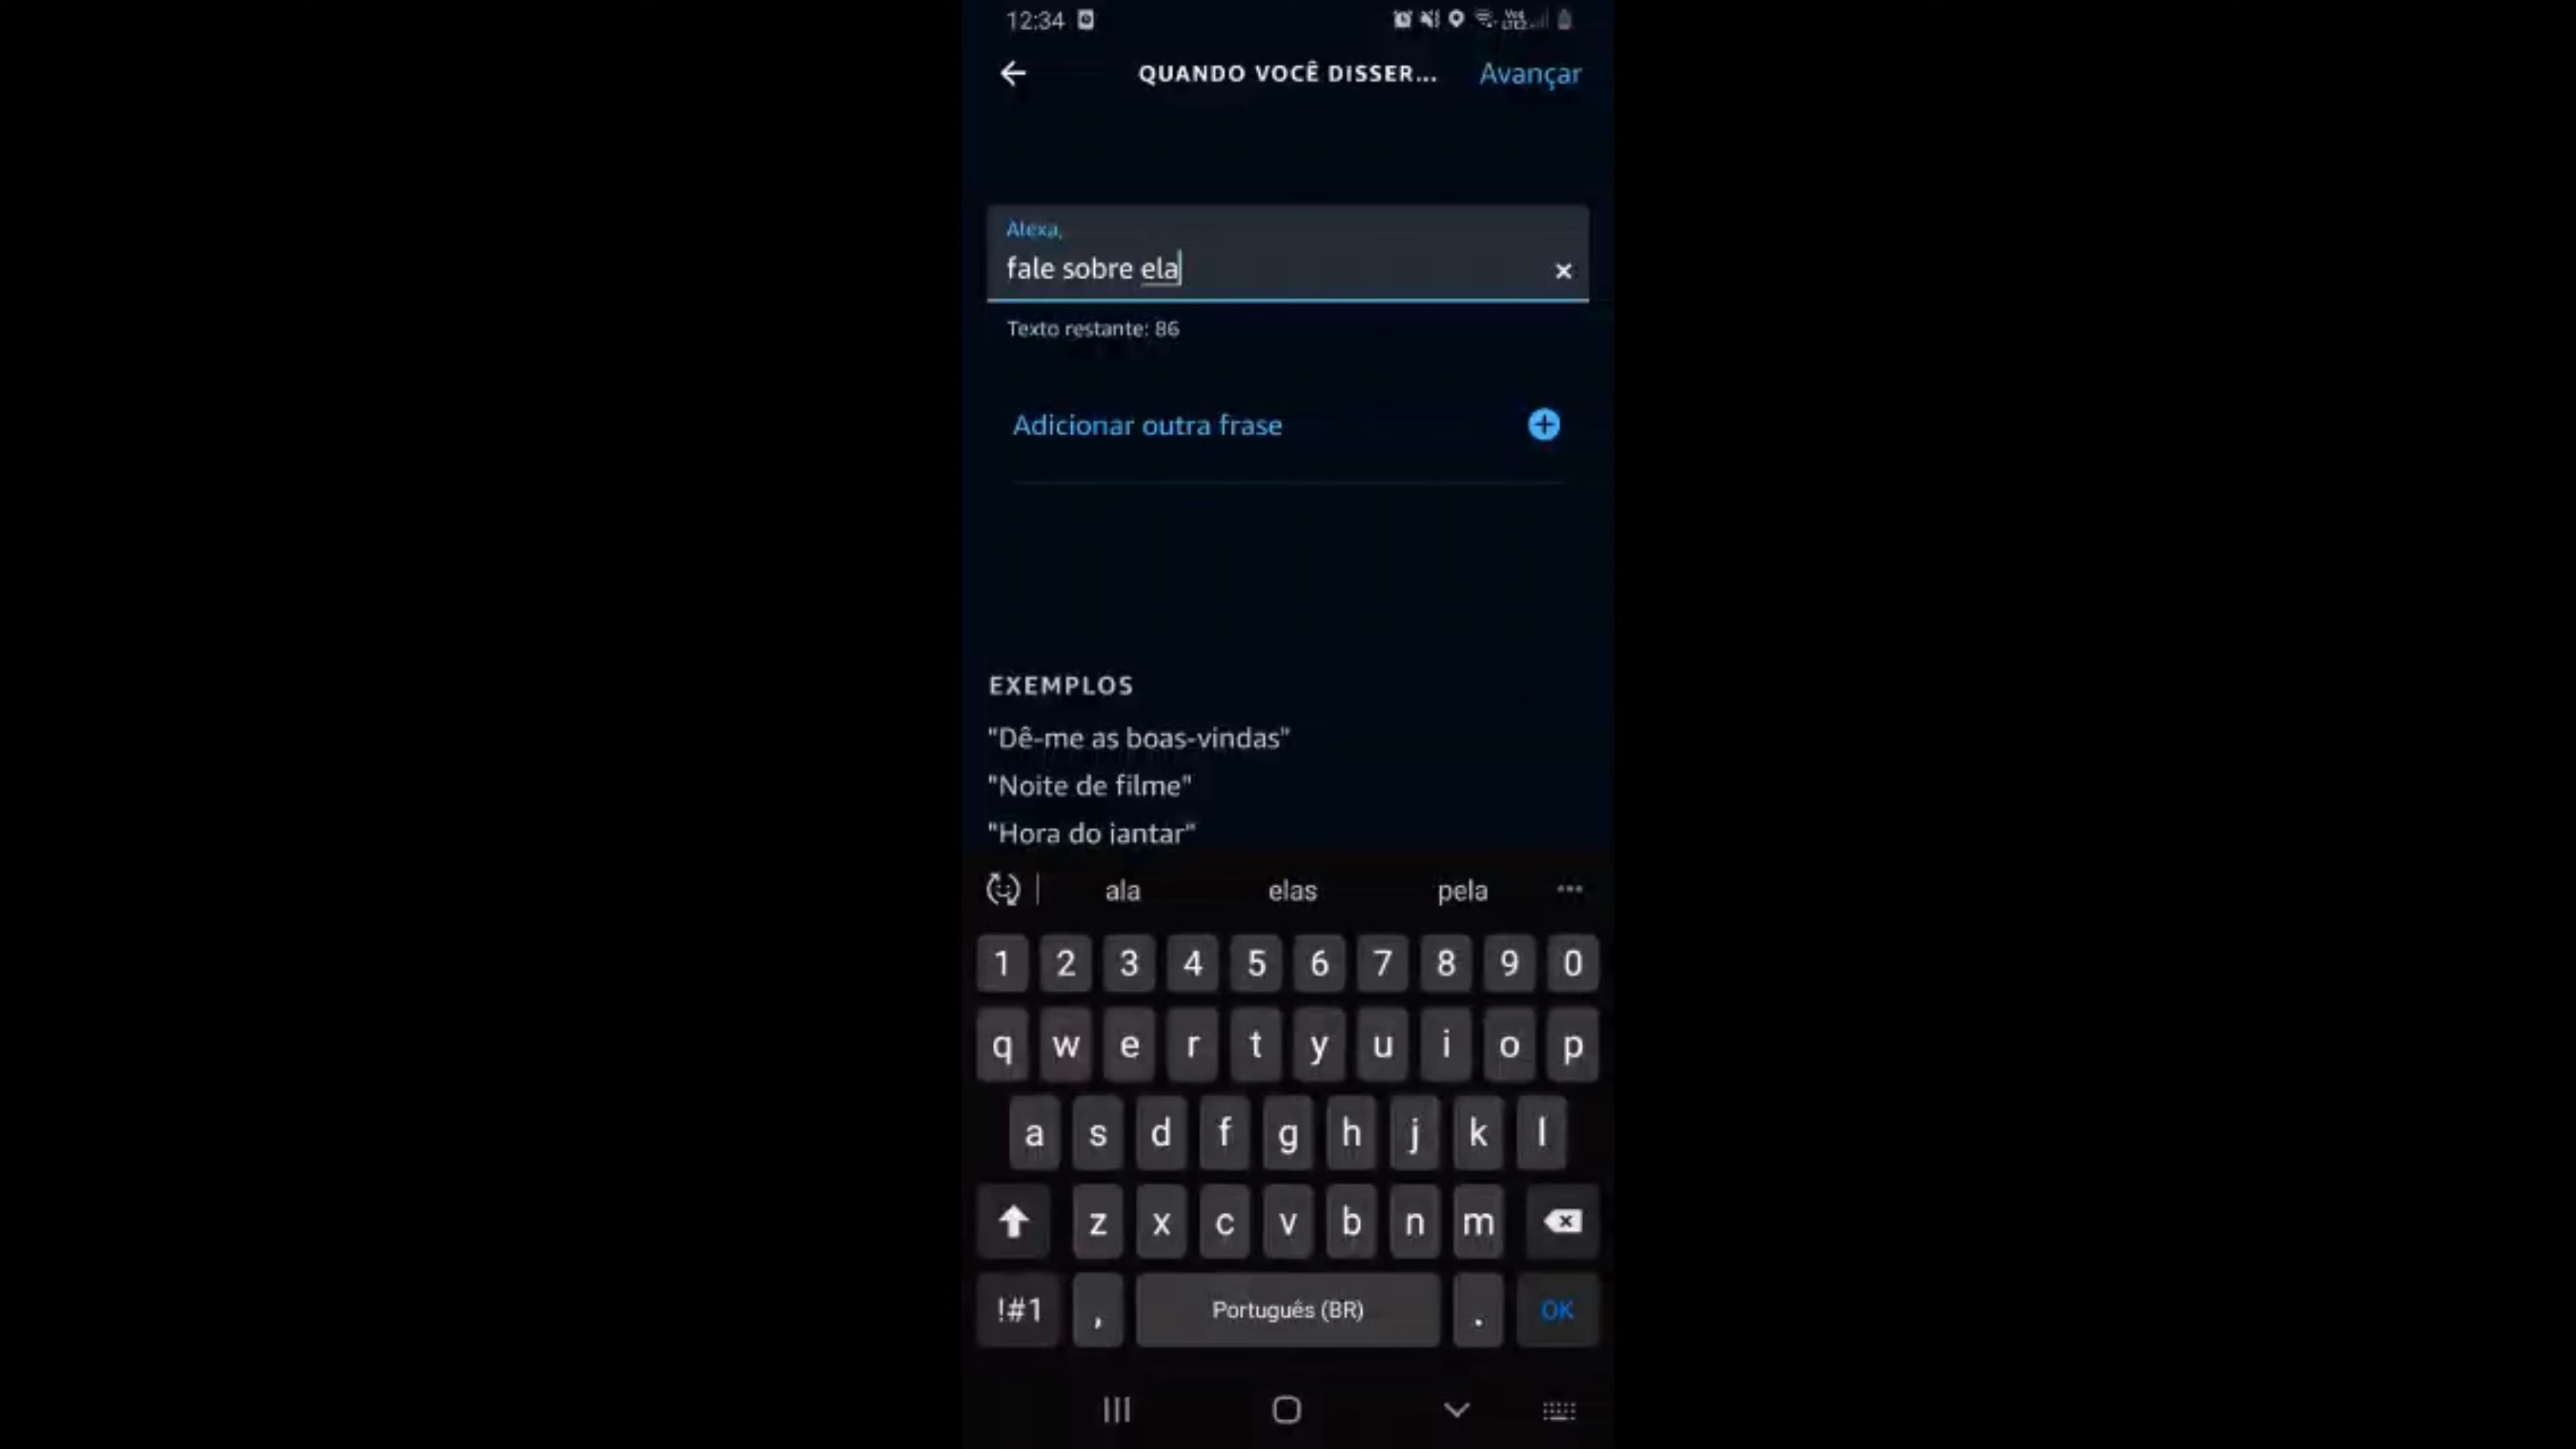 12:34
QUANDO VOCÊ DISSER... Avançar
Alexa,
fale sobre ela
Texto restante: 86
Adicionar outra frase
EXEMPLOS
"Dê-me as boas-vindas"
"Noite de filme"
"Hora do jantar"
ala elas pela
1 2 3 4 5 6 7 8 9 0
q w e r t y u i o p
a s d f g h j k l
z x c v b n m
!#1 , Português (BR) . OK